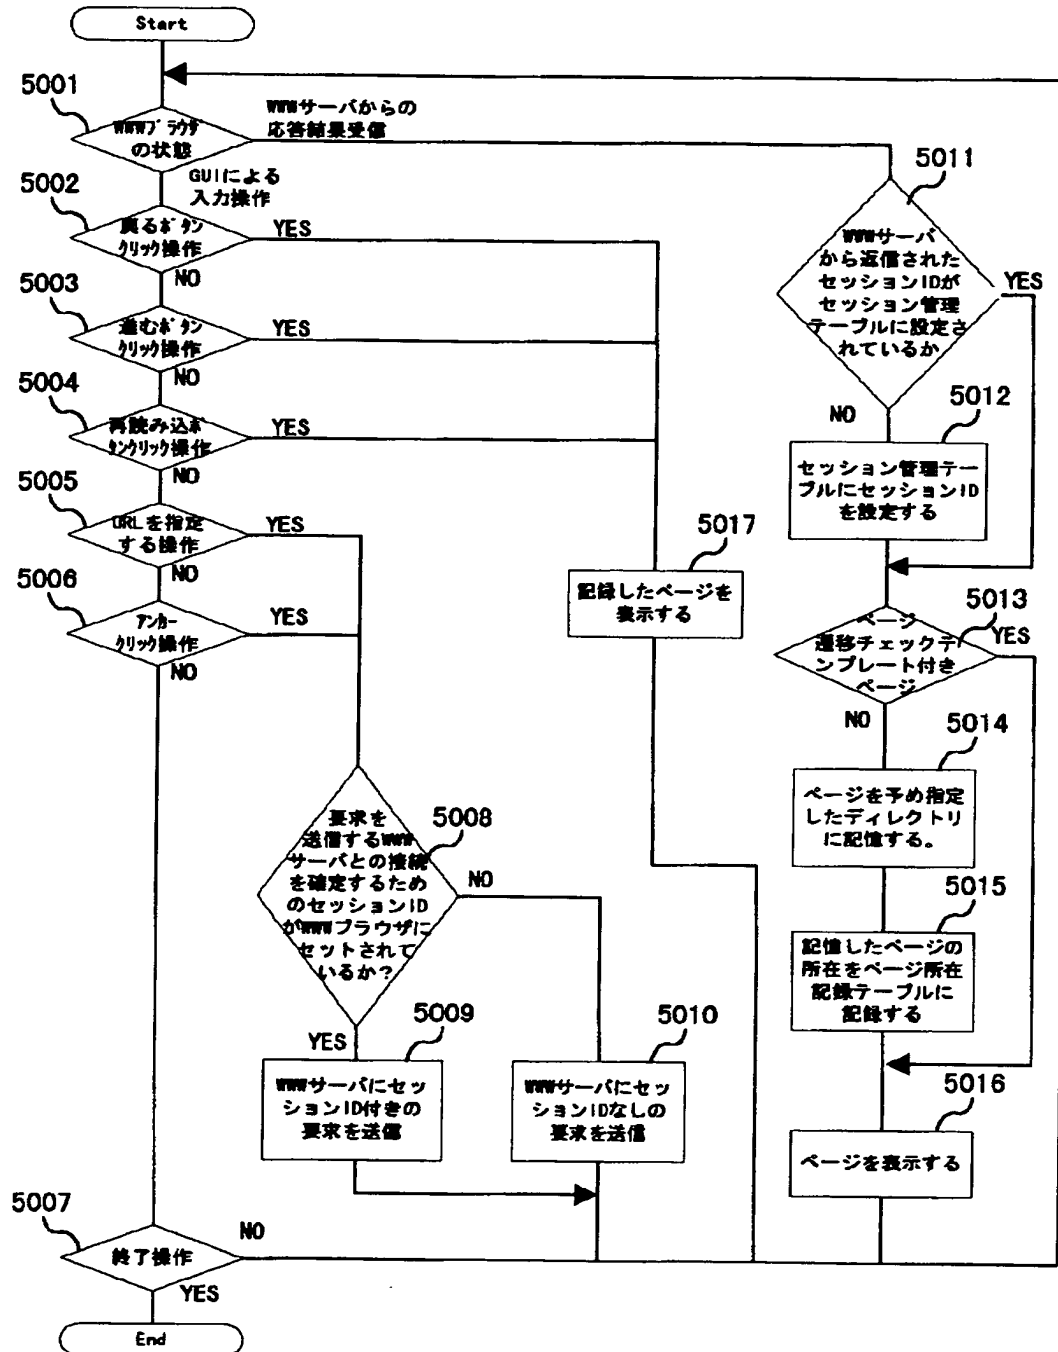 Start
5001
WWWブラウザ
の状態
WWWサーバからの
応答結果受信
GUIによる
入力操作
5002
戻るボタン
クリック操作
YES
NO
5003
進むボタン
クリック操作
YES
NO
5004
再読み込ボ
タンクリック操作
YES
NO
5005
URLを指定
する操作
YES
NO
5006
アンカー
クリック操作
YES
NO
5008
要求を
送信するWWW
サーバとの接続
を確定するため
のセッションID
がWWWブラウザに
セットされて
いるか?
NO
YES
5009
WWWサーバにセッ
ションID付きの
要求を送信
5010
WWWサーバにセッ
ションIDなしの
要求を送信
5007
終了操作
NO
YES
End
5017
記録したページを
表示する
5011
WWWサーバ
から返信された
セッションIDが
セッション管理
テーブルに設定さ
れているか
YES
NO
5012
セッション管理テー
ブルにセッションID
を設定する
5013
ページ
遷移チェックテ
ンプレート付き
ページ
YES
NO
5014
ページを予め指定
したディレクトリ
に記憶する。
5015
記憶したページの
所在をページ所在
記録テーブルに
記録する
5016
ページを表示する